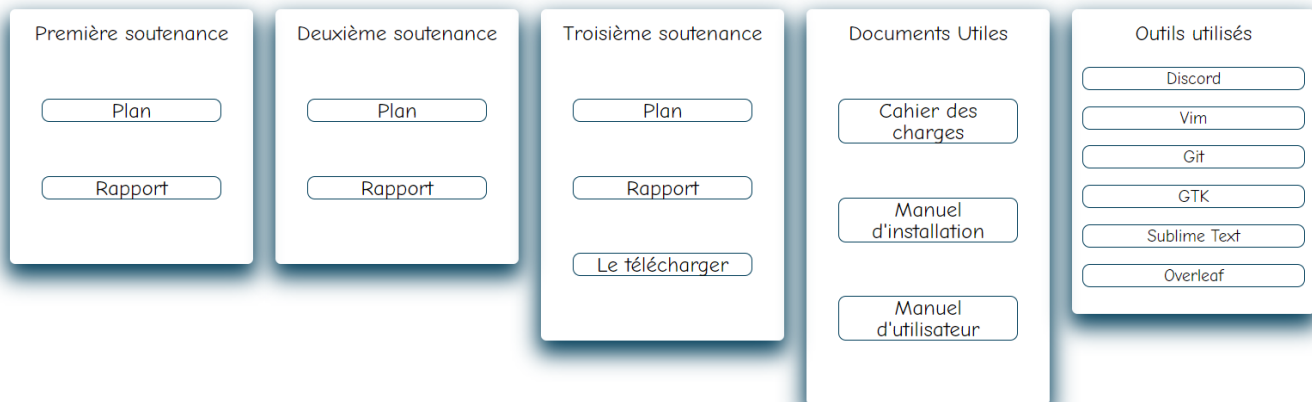 Première soutenance
Plan
Rapport
Deuxième soutenance
Plan
Rapport
Troisième soutenance
Plan
Rapport
Le télécharger
Documents Utiles
Cahier des
charges
Manuel
d'installation
Manuel
d'utilisateur
Outils utilisés
Discord
Vim
Git
GTK
Sublime Text
Overleaf